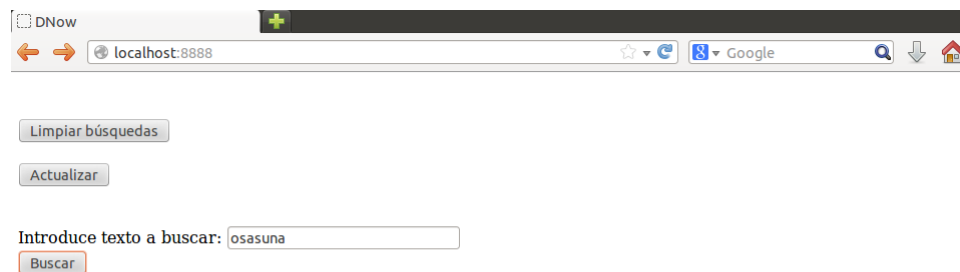 DNow
localhost:8888
Google
Limpiar búsquedas
Actualizar
Introduce texto a buscar: osasuna
Buscar